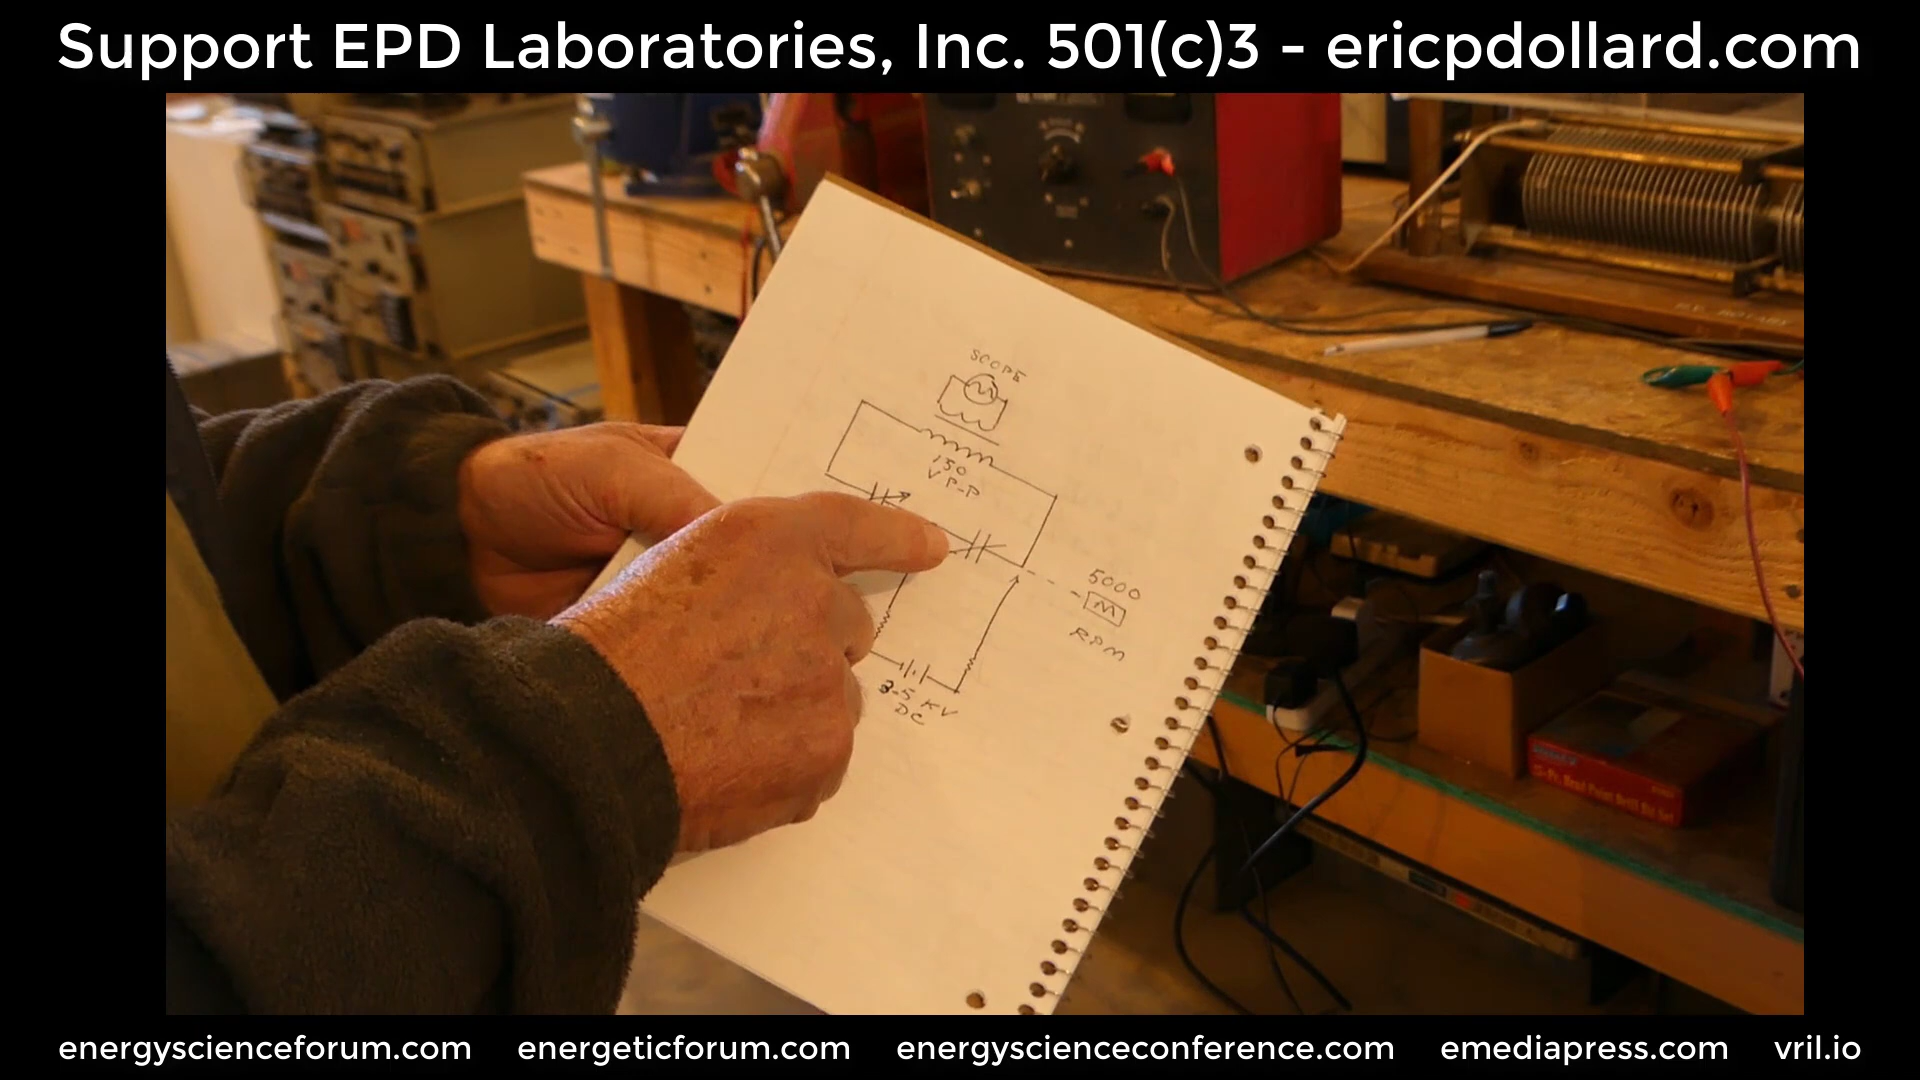 Support EPD Laboratories, Inc. 501(c)3 - ericpdollard.com
SCOPE
150
V P-P
5000
M
RPM
3-5 KV
DC
energyscienceforum.com energeticforum.com energyscienceconference.com emediapress.com vril.io